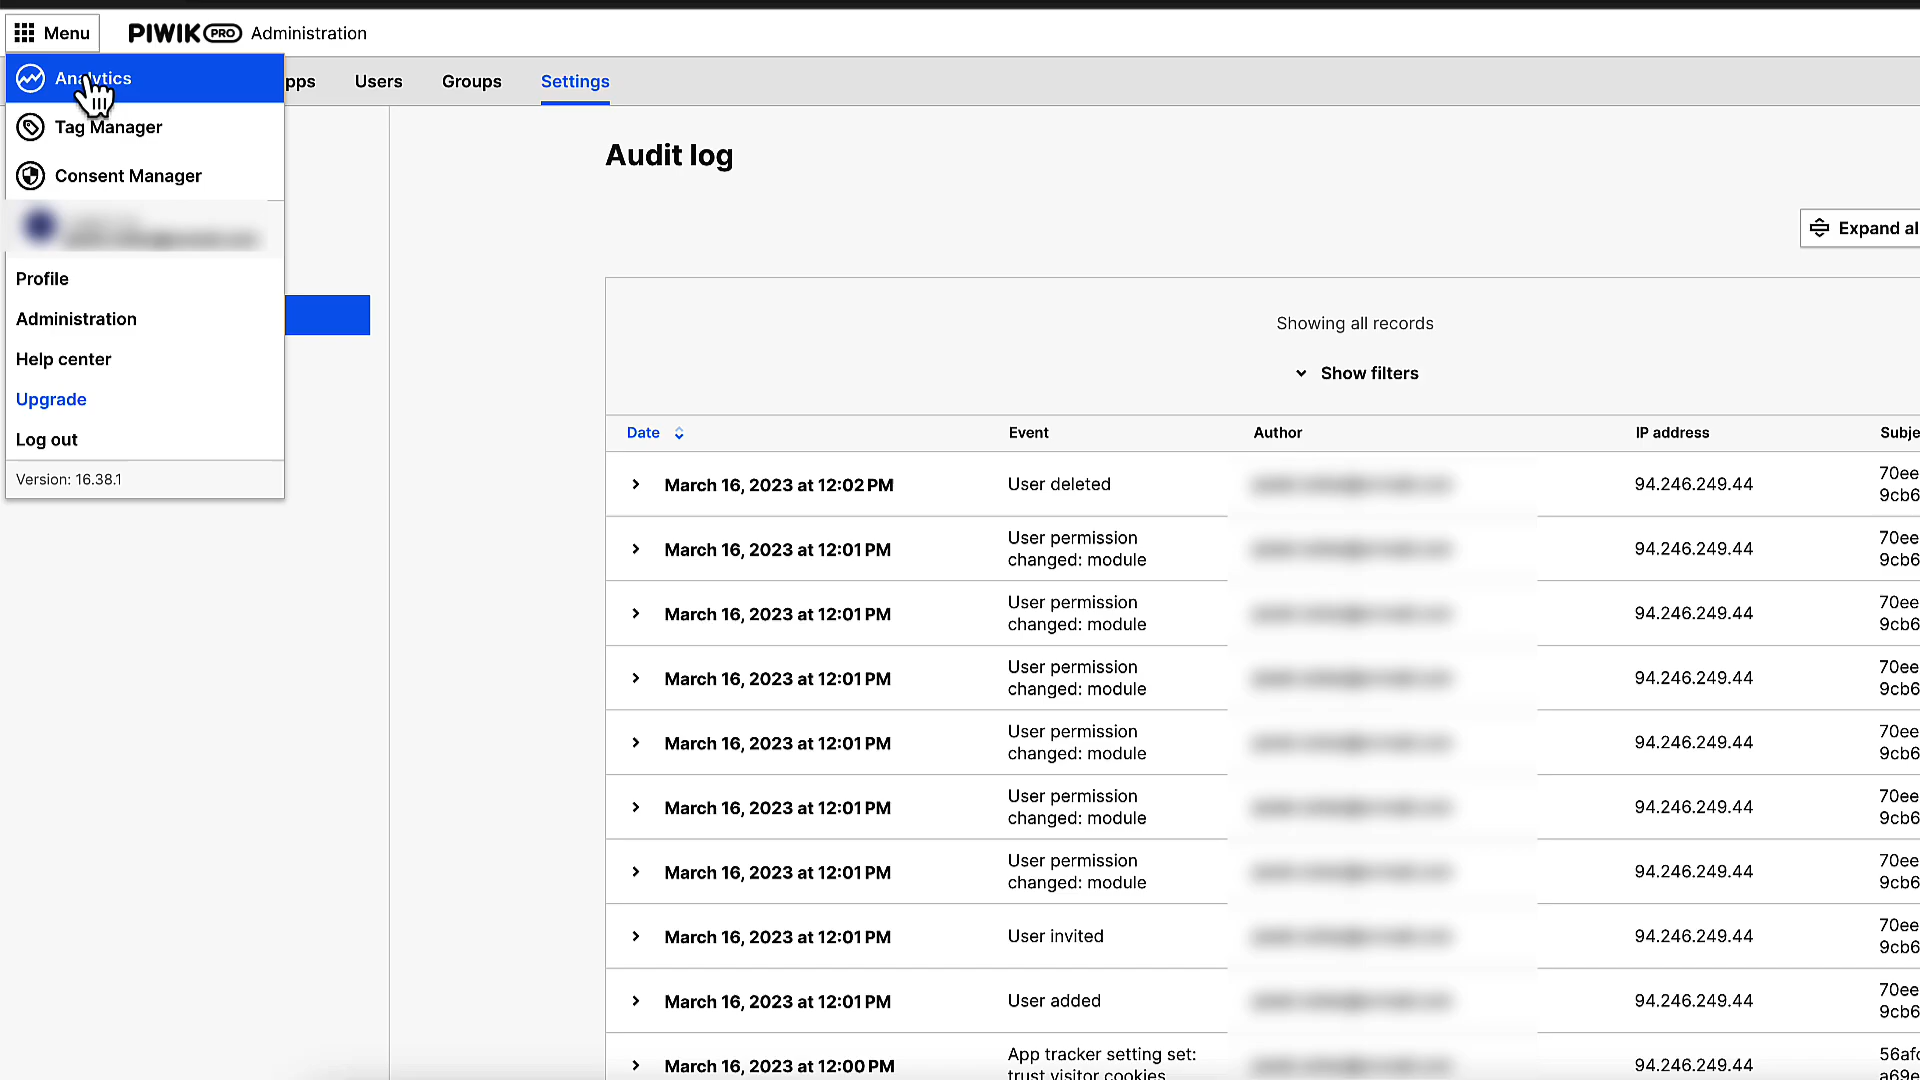 Menu
PIWIK PRO Administration
Analytics
pps
Users
Groups
Settings
Tag Manager
Consent Manager
Profile
Administration
Help center
Upgrade
Log out
Version: 16.38.1
Audit log
Expand al
Showing all records
Show filters
Date Event Author IP address Subje
March 16, 2023 at 12:02 PM User deleted 94.246.249.44 70ee
9cb6
March 16, 2023 at 12:01 PM User permission
changed: module 94.246.249.44 70ee
9cb6
March 16, 2023 at 12:01 PM User permission
changed: module 94.246.249.44 70ee
9cb6
March 16, 2023 at 12:01 PM User permission
changed: module 94.246.249.44 70ee
9cb6
March 16, 2023 at 12:01 PM User permission
changed: module 94.246.249.44 70ee
9cb6
March 16, 2023 at 12:01 PM User permission
changed: module 94.246.249.44 70ee
9cb6
March 16, 2023 at 12:01 PM User permission
changed: module 94.246.249.44 70ee
9cb6
March 16, 2023 at 12:01 PM User invited 94.246.249.44 70ee
9cb6
March 16, 2023 at 12:01 PM User added 94.246.249.44 70ee
9cb6
March 16, 2023 at 12:00 PM App tracker setting set:
trust visitor cookies 94.246.249.44 56afc
a69e